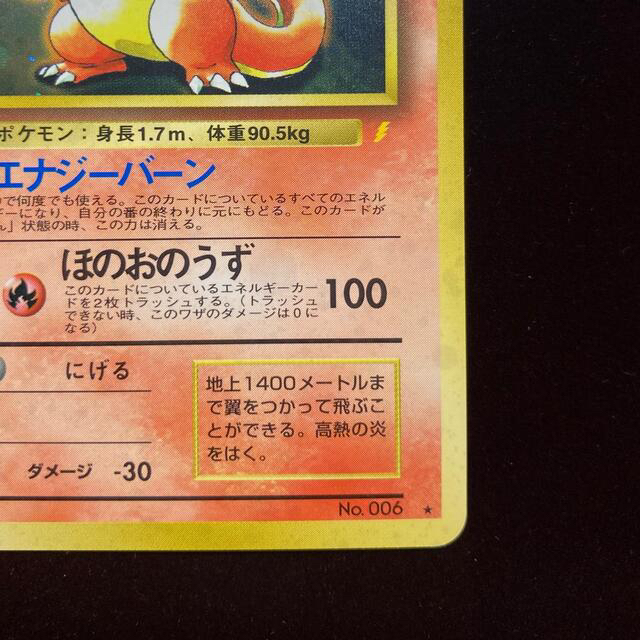 ポケモン：身長1.7m、体重90.5kg
エナジーバーン
で何度でも使える。このカードについているすべてのエネル
ギーになり、自分の番の終わりに元にもどる。このカードが
ん」状態の時、この力は消える。
ほのおのうず
このカードについているエネルギーカー
ドを2枚トラッシュする。（トラッシュ
できない時、このワザのダメージは0に
なる）
100
にげる
地上1400メートルま
で翼をつかって飛ぶこ
とができる。高熱の炎
をはく。
ダメージ -30
No. 006 ★